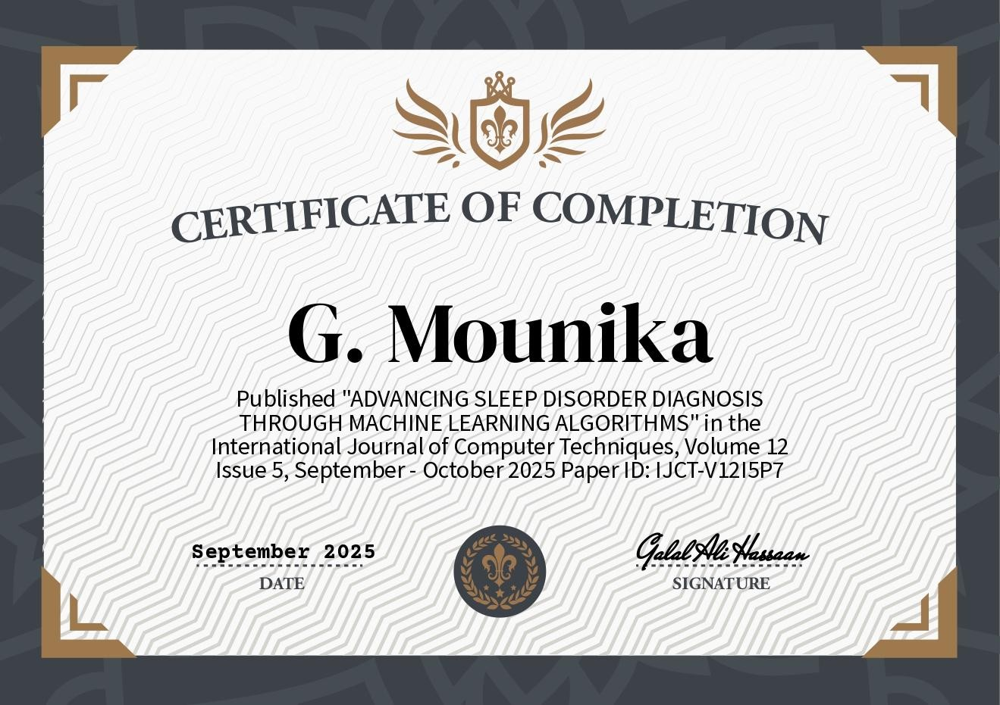 CERTIFICATE OF COMPLETION
G. Mounika
Published "ADVANCING SLEEP DISORDER DIAGNOSIS
THROUGH MACHINE LEARNING ALGORITHMS" in the
International Journal of Computer Techniques, Volume 12
Issue 5, September - October 2025 Paper ID: IJCT-V12I5P7
September 2025
DATE
Galal Ali Hassaan
SIGNATURE